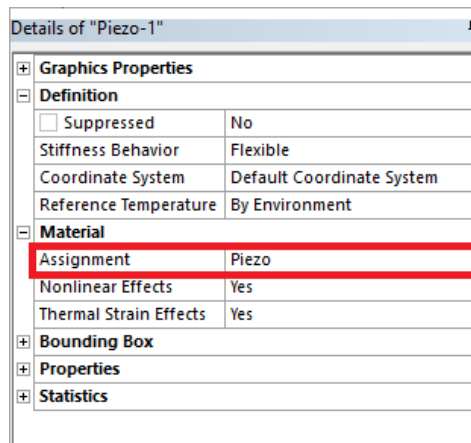 Details of "Piezo-1"
Graphics Properties
Definition
Suppressed No
Stiffness Behavior Flexible
Coordinate System Default Coordinate System
Reference Temperature By Environment
Material
Assignment Piezo
Nonlinear Effects Yes
Thermal Strain Effects Yes
Bounding Box
Properties
Statistics